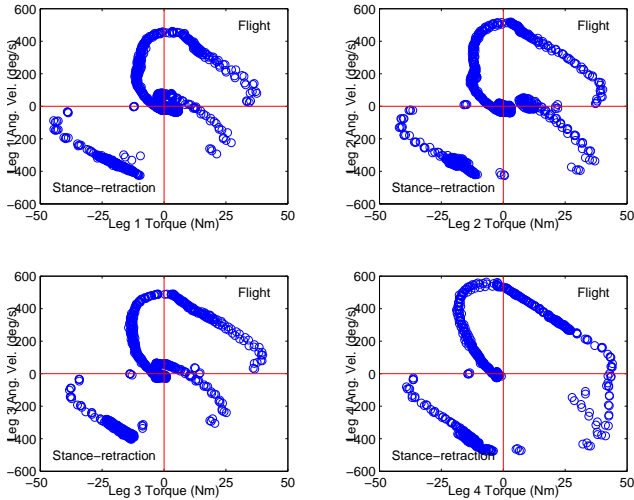 600
400
200
0
−200
−400
−600
Leg 1 Ang. Vel. (deg/s)
Flight
Stance−retraction
−50 −25 0 25 50
Leg 1 Torque (Nm)
600
400
200
0
−200
−400
−600
Leg 2 Ang. Vel. (deg/s)
Flight
Stance−retraction
−50 −25 0 25 50
Leg 2 Torque (Nm)
600
400
200
0
−200
−400
−600
Leg 3 Ang. Vel. (deg/s)
Flight
Stance−retraction
−50 −25 0 25 50
Leg 3 Torque (Nm)
600
400
200
0
−200
−400
−600
Leg 4 Ang. Vel. (deg/s)
Flight
Stance−retraction
−50 −25 0 25 50
Leg 4 Torque (Nm)